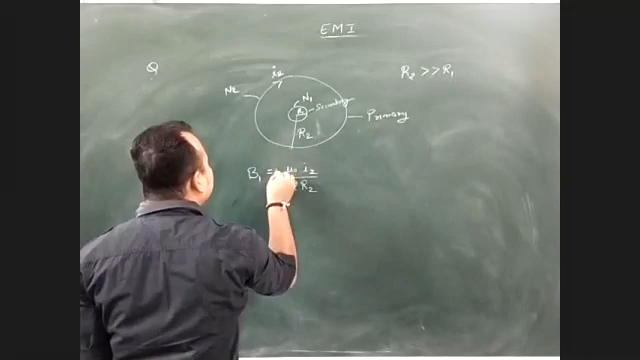 EMI
Q
R₂ >> R₁
i₂
N₂
N₁
Secondary
R₂
Primary
B₁ = μ₀ i₂
R₂